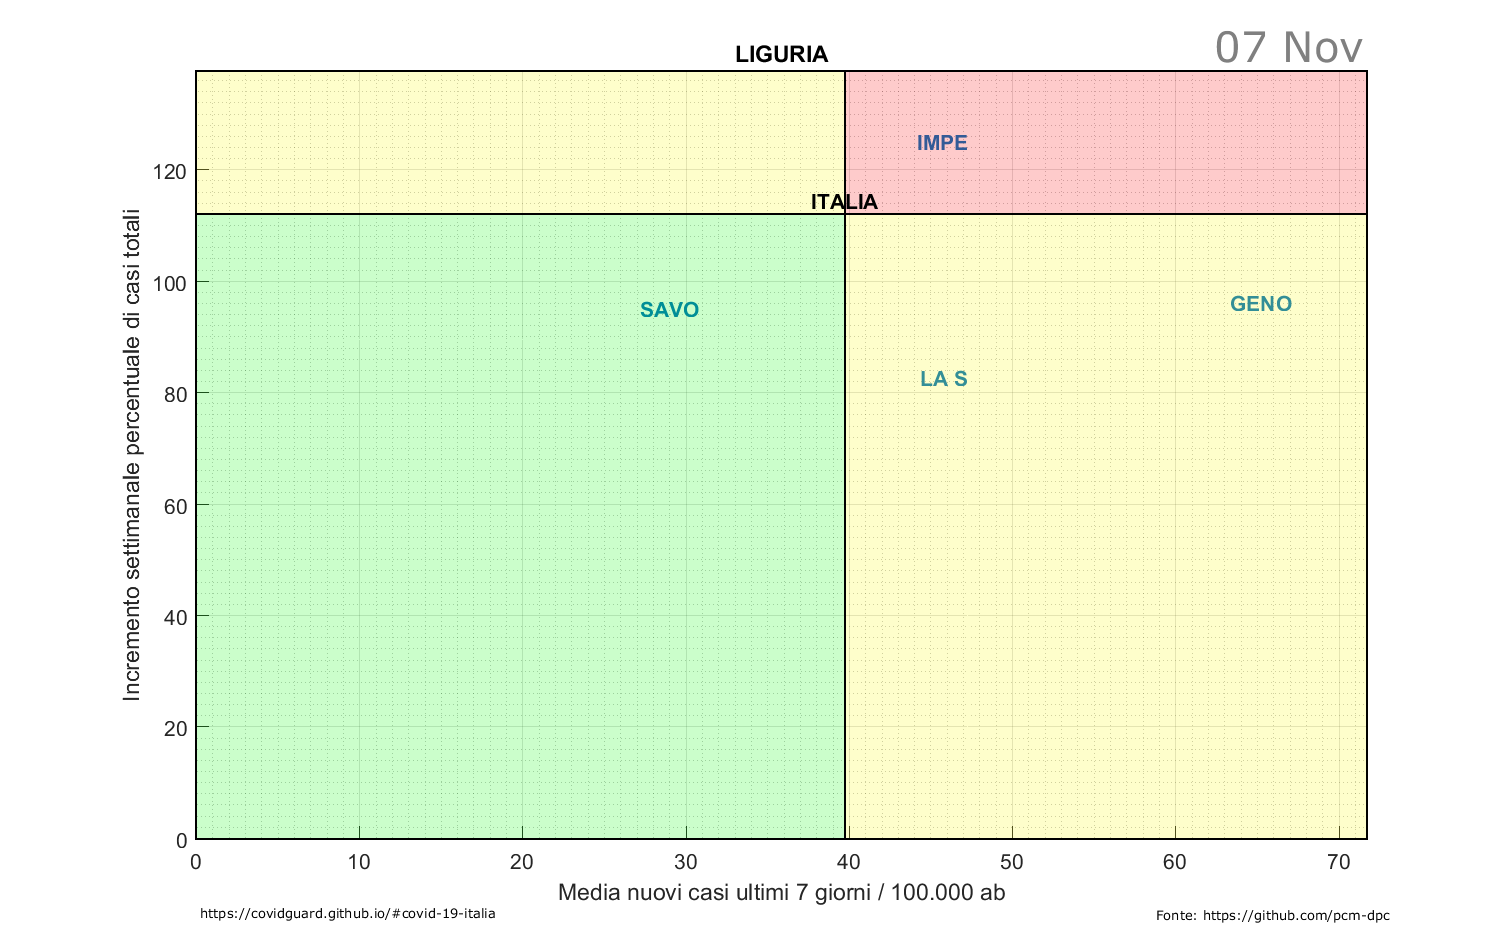 07 Nov
LIGURIA
120
100
80
60
40
20
0
Incremento settimanale percentuale di casi totali
IMPE
ITALIA
SAVO
GENO
LA S
0 10 20 30 40 50 60 70
Media nuovi casi ultimi 7 giorni / 100.000 ab
https://covidguard.github.io/#covid-19-italia
Fonte: https://github.com/pcm-dpc